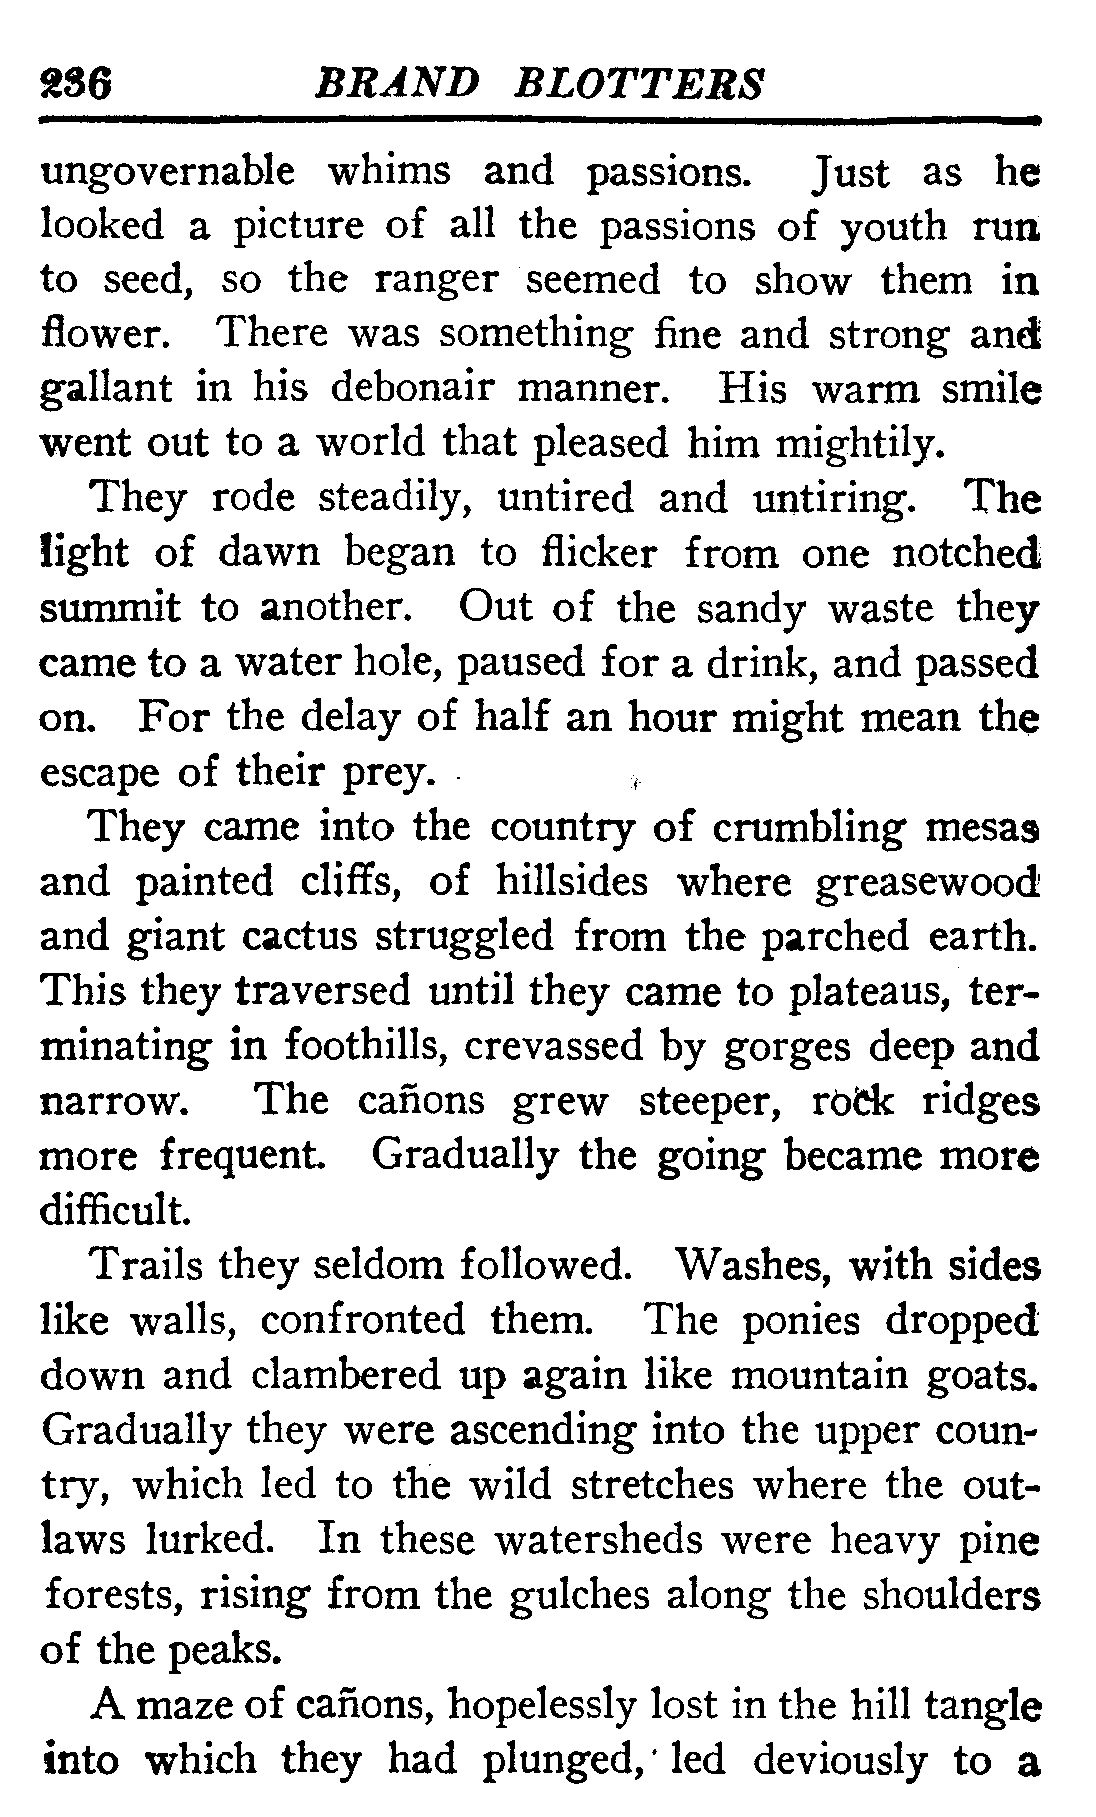 236 BRAND BLOTTERS
ungovernable whims and passions. Just as he
looked a picture of all the passions of youth run
to seed, so the ranger seemed to show them in
flower. There was something fine and strong and
gallant in his debonair manner. His warm smile
went out to a world that pleased him mightily.
They rode steadily, untired and untiring. The
light of dawn began to flicker from one notched
summit to another. Out of the sandy waste they
came to a water hole, paused for a drink, and passed
on. For the delay of half an hour might mean the
escape of their prey.
They came into the country of crumbling mesas
and painted cliffs, of hillsides where greasewood
and giant cactus struggled from the parched earth.
This they traversed until they came to plateaus, ter-
minating in foothills, crevassed by gorges deep and
narrow. The cañons grew steeper, rock ridges
more frequent. Gradually the going became more
difficult.
Trails they seldom followed. Washes, with sides
like walls, confronted them. The ponies dropped
down and clambered up again like mountain goats.
Gradually they were ascending into the upper coun-
try, which led to the wild stretches where the out-
laws lurked. In these watersheds were heavy pine
forests, rising from the gulches along the shoulders
of the peaks.
A maze of cañons, hopelessly lost in the hill tangle
into which they had plunged, led deviously to a